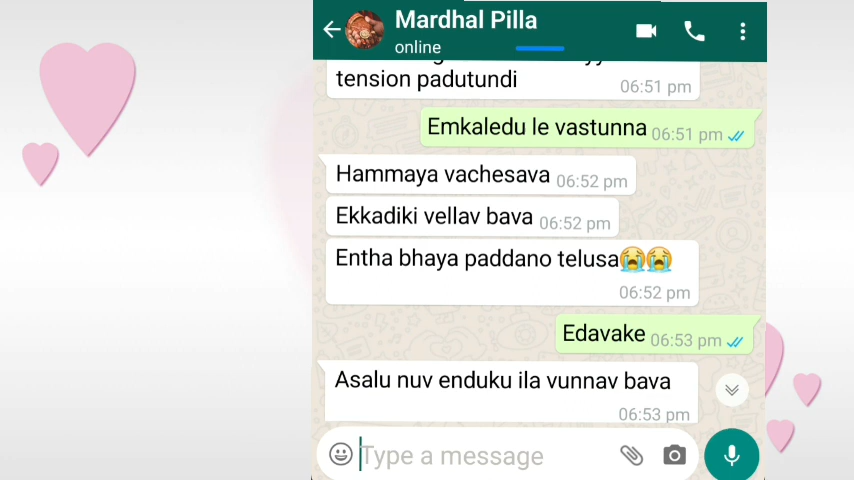 Mardhal Pilla
online
tension padutundi
06:51 pm
Emkaledu le vastunna 06:51 pm
Hammaya vachesava 06:52 pm
Ekkadiki vellav bava 06:52 pm
Entha bhaya paddano telusa😭😭
06:52 pm
Edavake 06:53 pm
Asalu nuv enduku ila vunnav bava
06:53 pm
Type a message